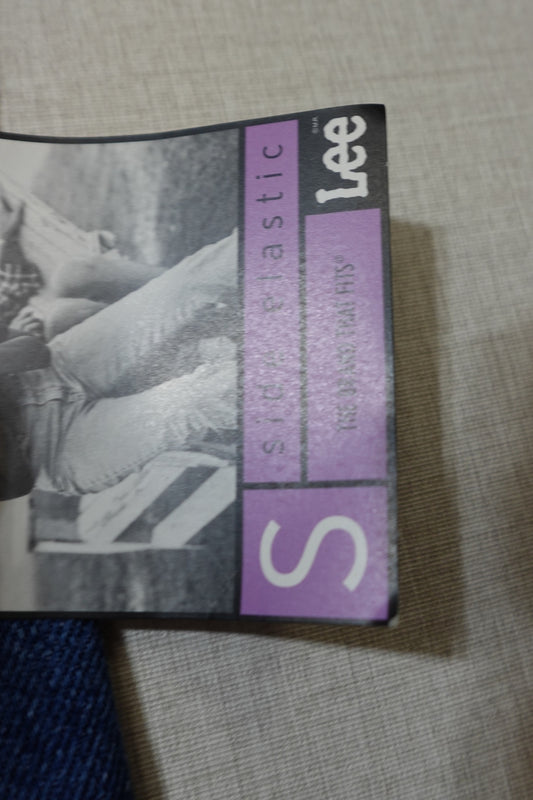 Lee
THE BRAND THAT FITS®
side elastic
S